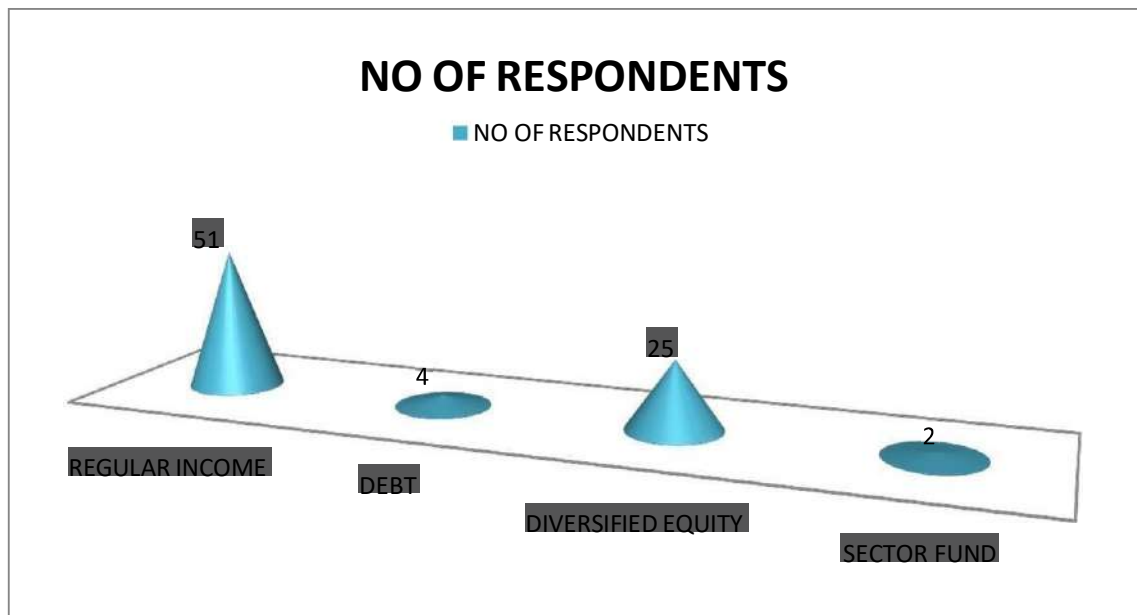 NO OF RESPONDENTS
NO OF RESPONDENTS
51
4
25
2
REGULAR INCOME
DEBT
DIVERSIFIED EQUITY
SECTOR FUND